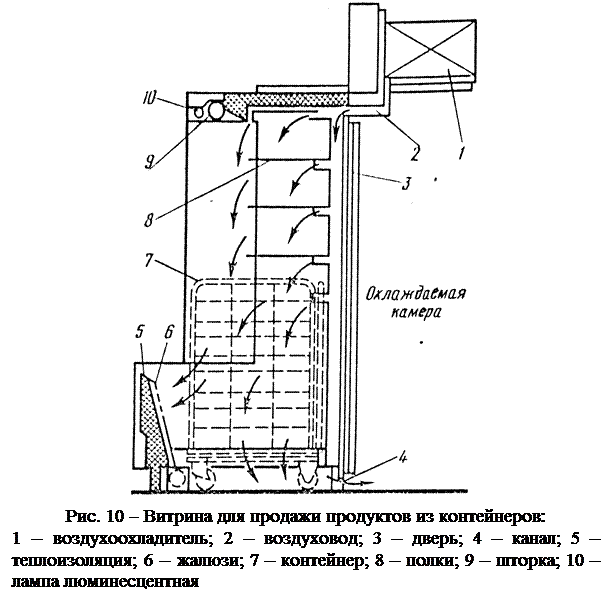 10
9
8
7
5 6
2 1
3
Охлаждаемая
камера
4
Рис. 10 – Витрина для продажи продуктов из контейнеров:
1 – воздухоохладитель; 2 – воздуховод; 3 – дверь; 4 – канал; 5 –
теплоизоляция; 6 – жалюзи; 7 – контейнер; 8 – полки; 9 – шторка; 10 –
лампа люминесцентная